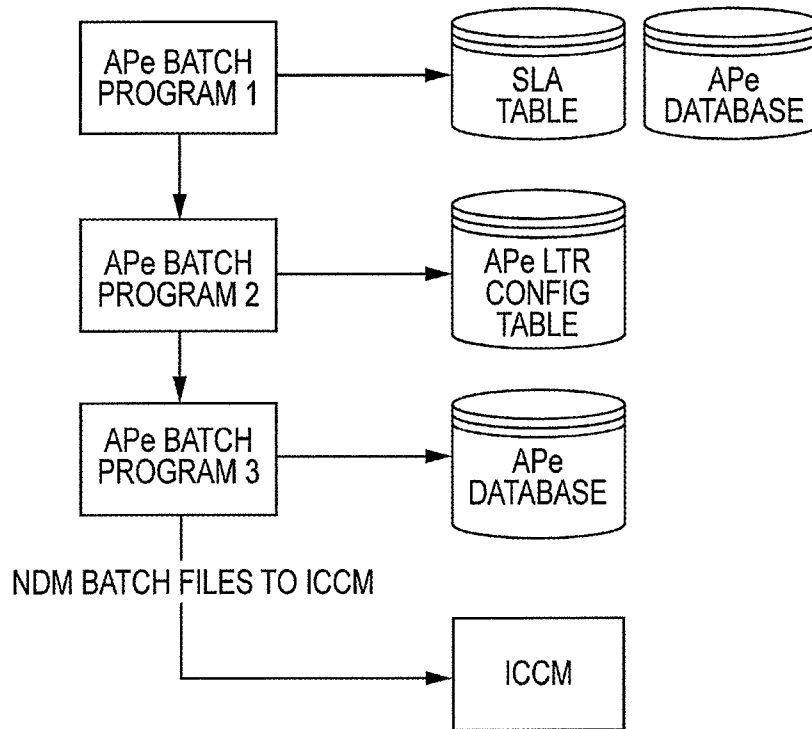 APe BATCH
PROGRAM 1
SLA
TABLE
APe
DATABASE
APe BATCH
PROGRAM 2
APe LTR
CONFIG
TABLE
APe BATCH
PROGRAM 3
APe
DATABASE
NDM BATCH FILES TO ICCM
ICCM